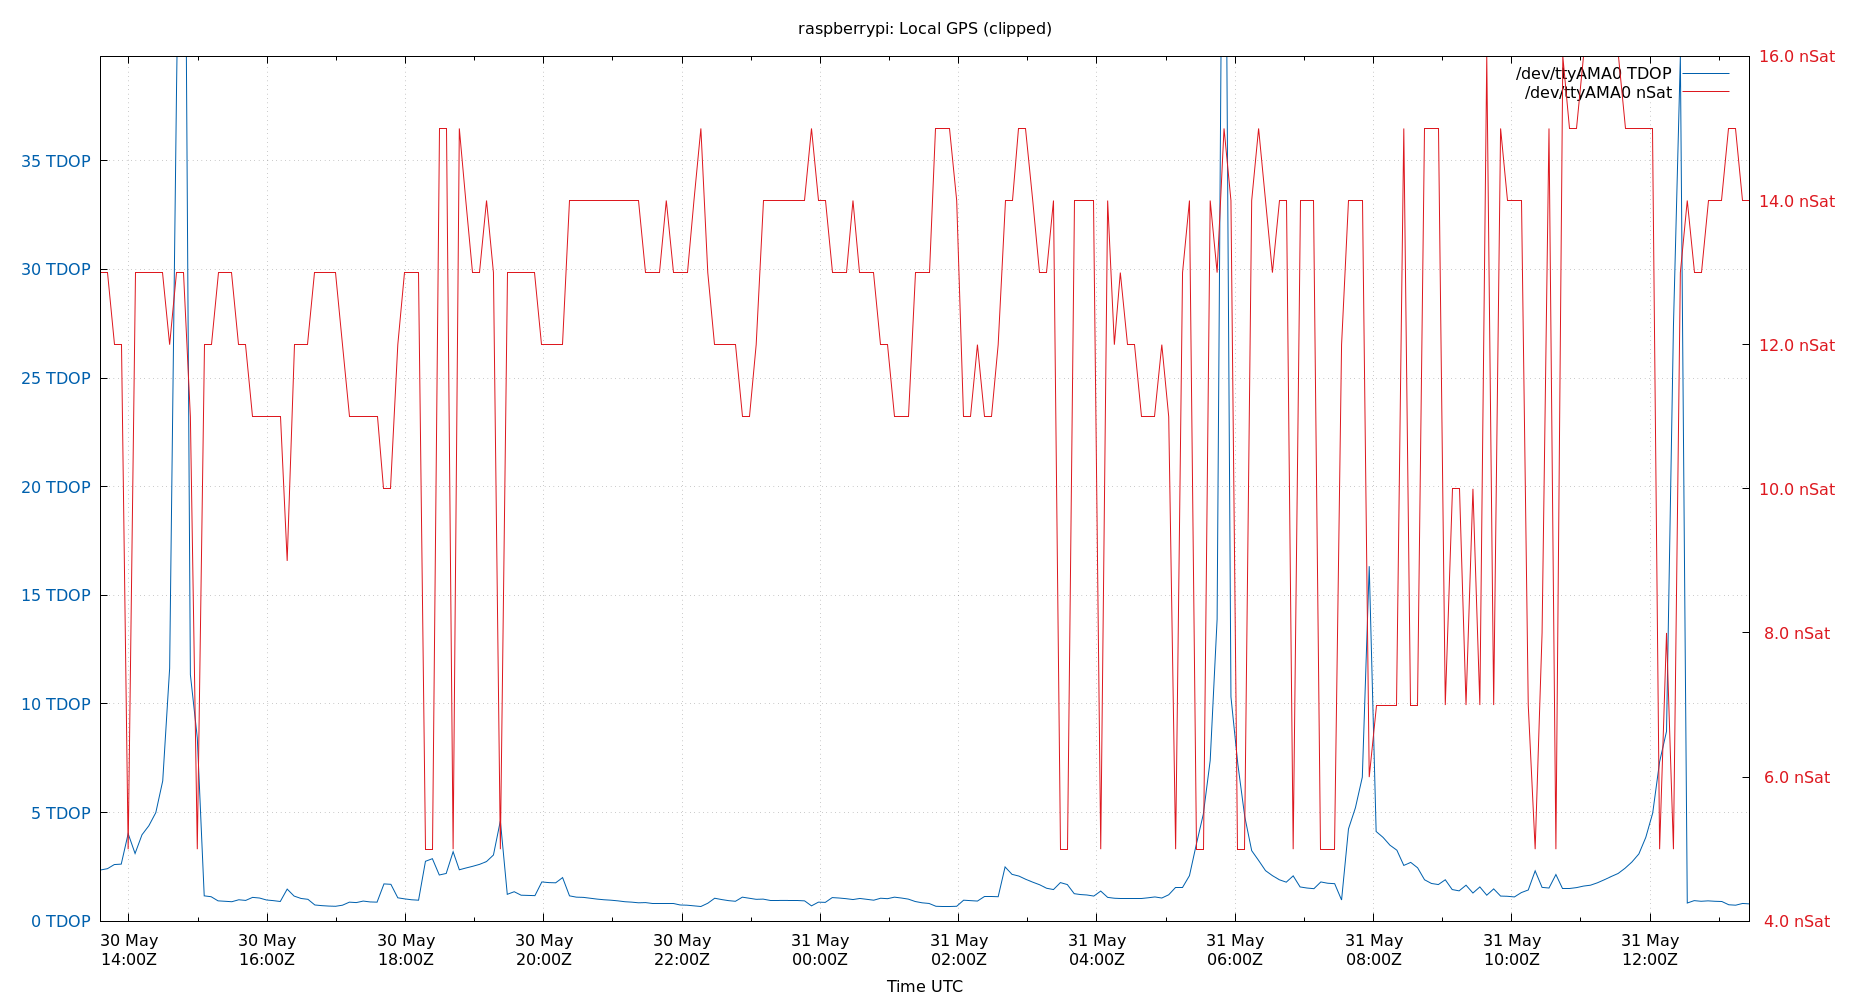 raspberrypi: Local GPS (clipped)
/dev/ttyAMA0 TDOP
/dev/ttyAMA0 nSat
35 TDOP
30 TDOP
25 TDOP
20 TDOP
15 TDOP
10 TDOP
5 TDOP
0 TDOP
16.0 nSat
14.0 nSat
12.0 nSat
10.0 nSat
8.0 nSat
6.0 nSat
4.0 nSat
30 May
14:00Z
30 May
16:00Z
30 May
18:00Z
30 May
20:00Z
30 May
22:00Z
31 May
00:00Z
31 May
02:00Z
31 May
04:00Z
31 May
06:00Z
31 May
08:00Z
31 May
10:00Z
31 May
12:00Z
Time UTC